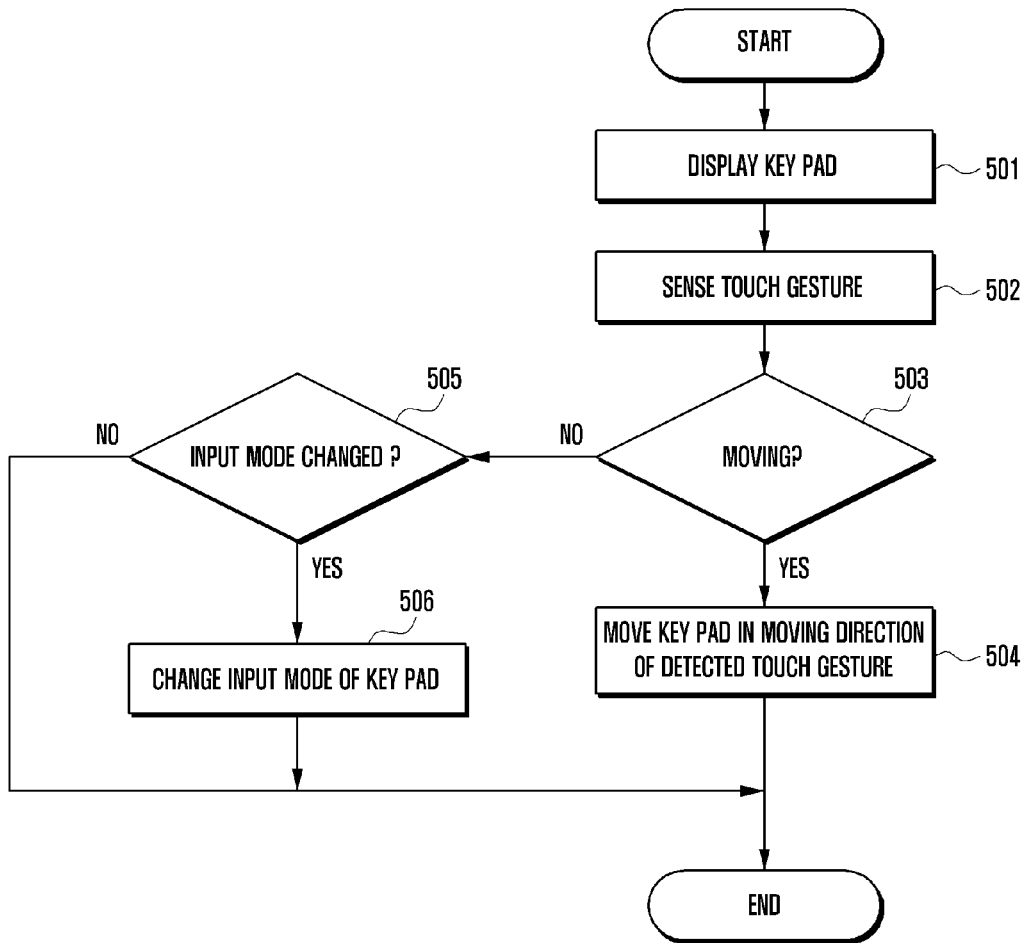 START
DISPLAY KEY PAD
501
SENSE TOUCH GESTURE
502
503
MOVING?
NO
YES
505
INPUT MODE CHANGED ?
NO
YES
506
CHANGE INPUT MODE OF KEY PAD
MOVE KEY PAD IN MOVING DIRECTION
OF DETECTED TOUCH GESTURE
504
END